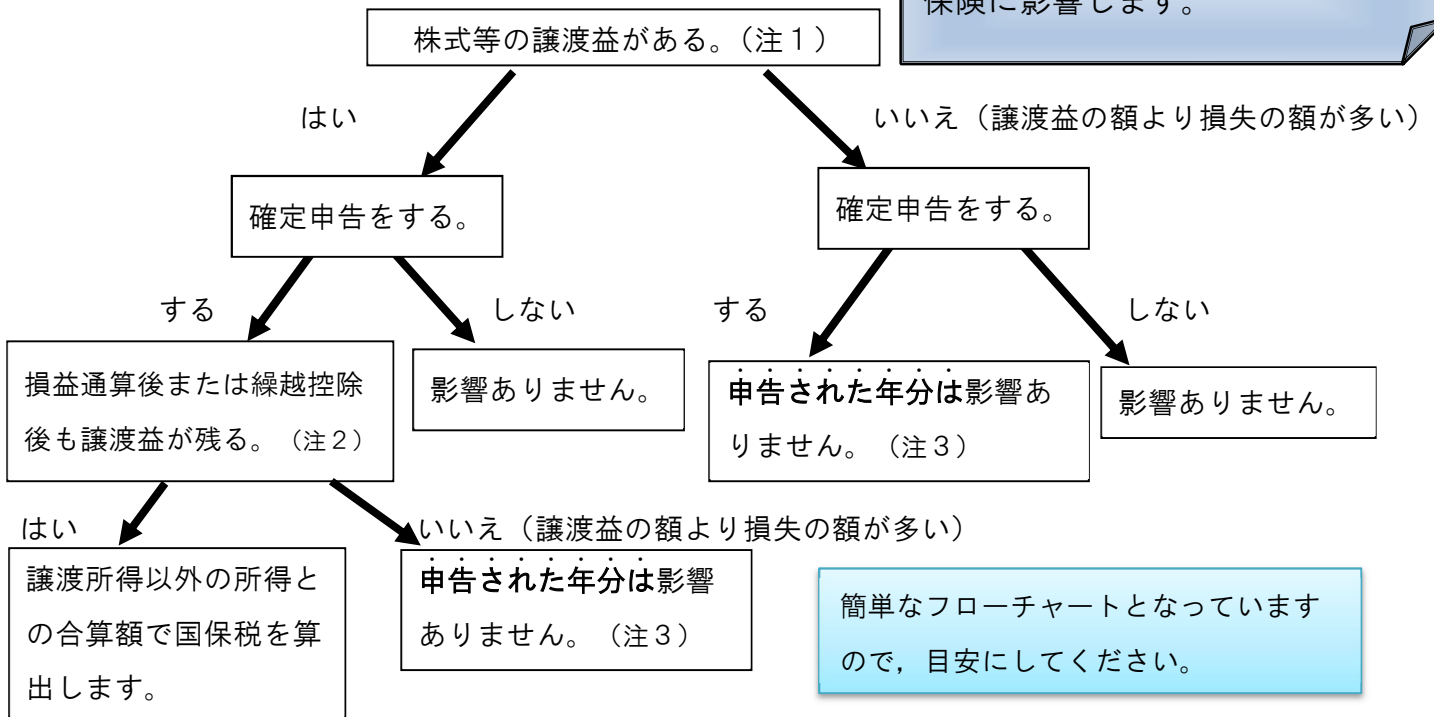 保険に影響します。
株式等の譲渡益がある。（注１）
はい
いいえ（譲渡益の額より損失の額が多い）
確定申告をする。
確定申告をする。
する
しない
する
しない
損益通算後または繰越控除
後も譲渡益が残る。（注２）
影響ありません。
申告された年分は影響あ
りません。（注３）
影響ありません。
はい
いいえ（譲渡益の額より損失の額が多い）
譲渡所得以外の所得と
の合算額で国保税を算
出します。
申告された年分は影響
ありません。（注３）
簡単なフローチャートとなっています
ので，目安にしてください。